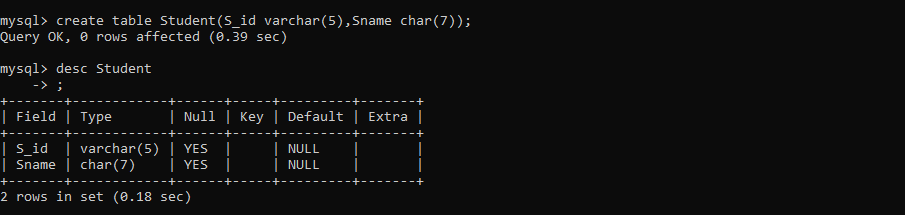 mysql> create table Student(S_id varchar(5),Sname char(7));
Query OK, 0 rows affected (0.39 sec)
mysql> desc Student
    -> ;
+-------+------------+------+-----+---------+-------+
| Field | Type       | Null | Key | Default | Extra |
+-------+------------+------+-----+---------+-------+
| S_id  | varchar(5) | YES  |     | NULL    |       |
| Sname | char(7)    | YES  |     | NULL    |       |
+-------+------------+------+-----+---------+-------+
2 rows in set (0.18 sec)